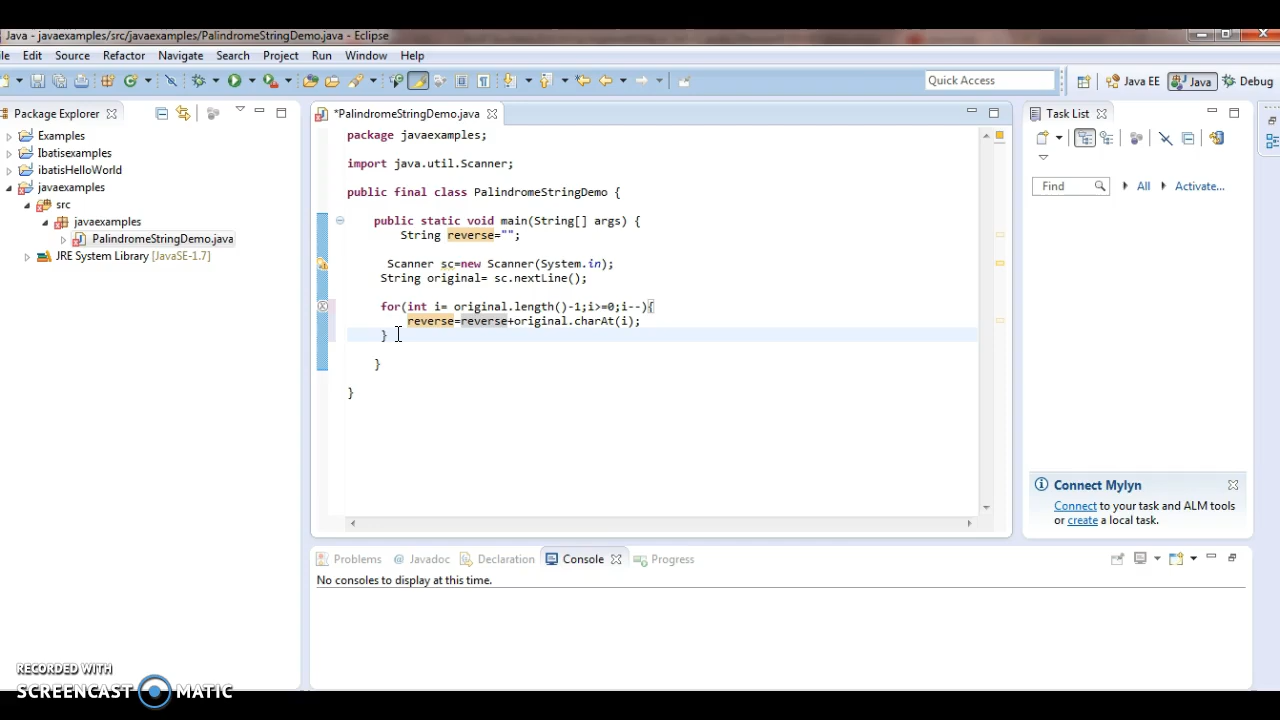 Java - javaexamples/src/javaexamples/PalindromeStringDemo.java - Eclipse
ile Edit Source Refactor Navigate Search Project Run Window Help
Quick Access Java EE Java Debug
Package Explorer
Examples
Ibatisexamples
ibatisHelloWorld
javaexamples
src
javaexamples
PalindromeStringDemo.java
JRE System Library [JavaSE-1.7]
*PalindromeStringDemo.java
package javaexamples;
import java.util.Scanner;
public final class PalindromeStringDemo {
public static void main(String[] args) {
String reverse="";
Scanner sc=new Scanner(System.in);
String original= sc.nextLine();
for(int i= original.length()-1;i>=0;i--){
reverse=reverse+original.charAt(i);
}
}
}
Task List
Find All Activate...
Connect Mylyn
Connect to your task and ALM tools
or create a local task.
Problems @ Javadoc Declaration Console Progress
No consoles to display at this time.
RECORDED WITH
SCREENCAST MATIC